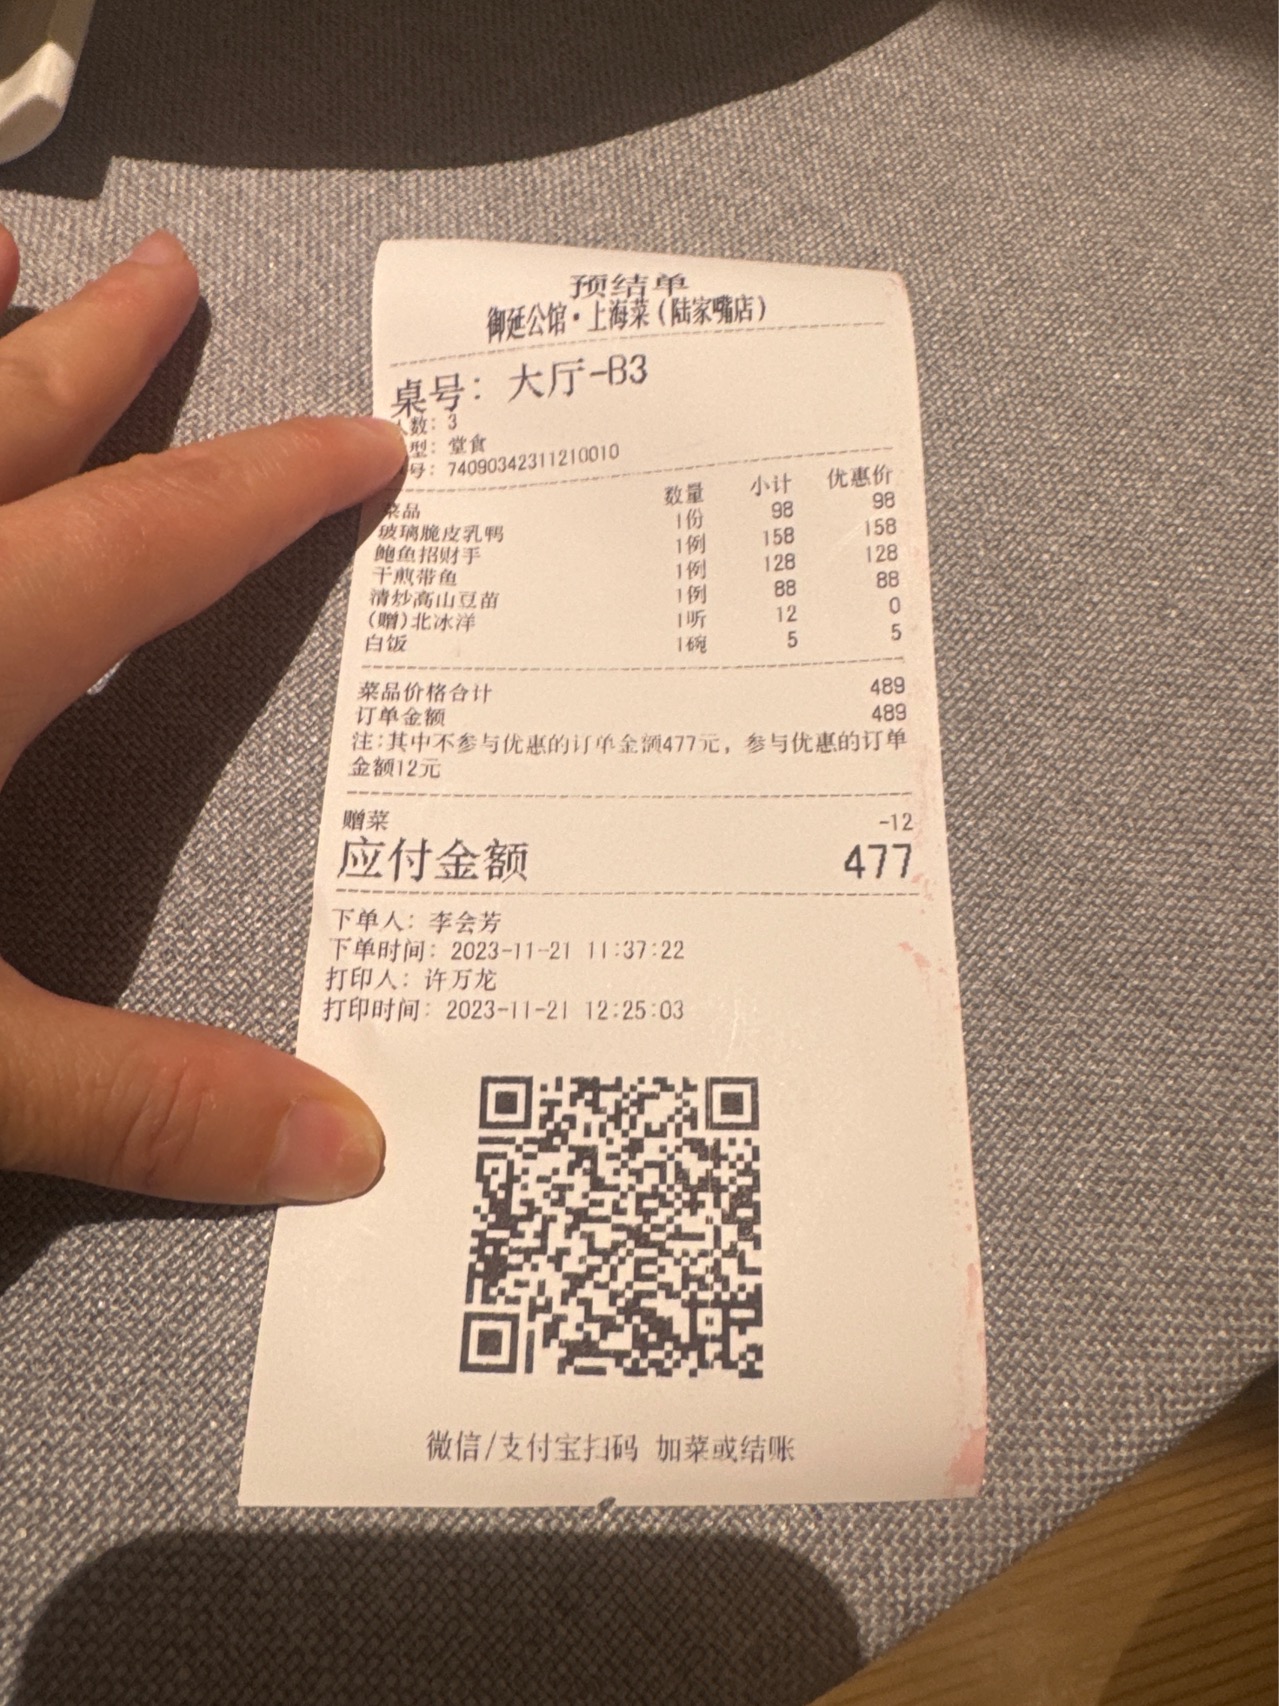 预结单
御延公馆·上海菜(陆家嘴店)
桌号: 大厅-B3
人数: 3
型: 堂食
号: 74090342311210010
菜品 数量 小计 优惠价
玻璃脆皮乳鸭 1份 98 98
鲍鱼招财手 1例 158 158
干煎带鱼 1例 128 128
清炒高山豆苗 1例 88 88
(赠)北冰洋 1听 12 0
白饭 1碗 5 5
菜品价格合计 489
订单金额 489
注:其中不参与优惠的订单金额477元, 参与优惠的订单
金额12元
赠菜 -12
应付金额 477
下单人: 李会芳
下单时间: 2023-11-21 11:37:22
打印人: 许万龙
打印时间: 2023-11-21 12:25:03
微信/支付宝扫码 加菜或结账